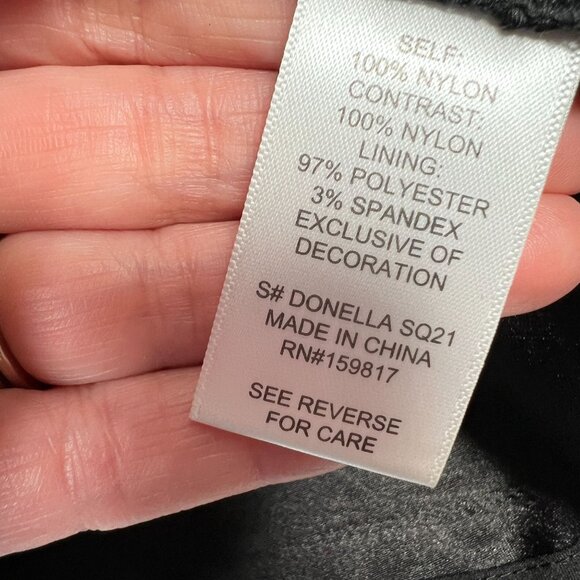 SELF:
100% NYLON
CONTRAST:
100% NYLON
LINING:
97% POLYESTER
3% SPANDEX
EXCLUSIVE OF
DECORATION
S# DONELLA SQ21
MADE IN CHINA
RN#159817
SEE REVERSE
FOR CARE